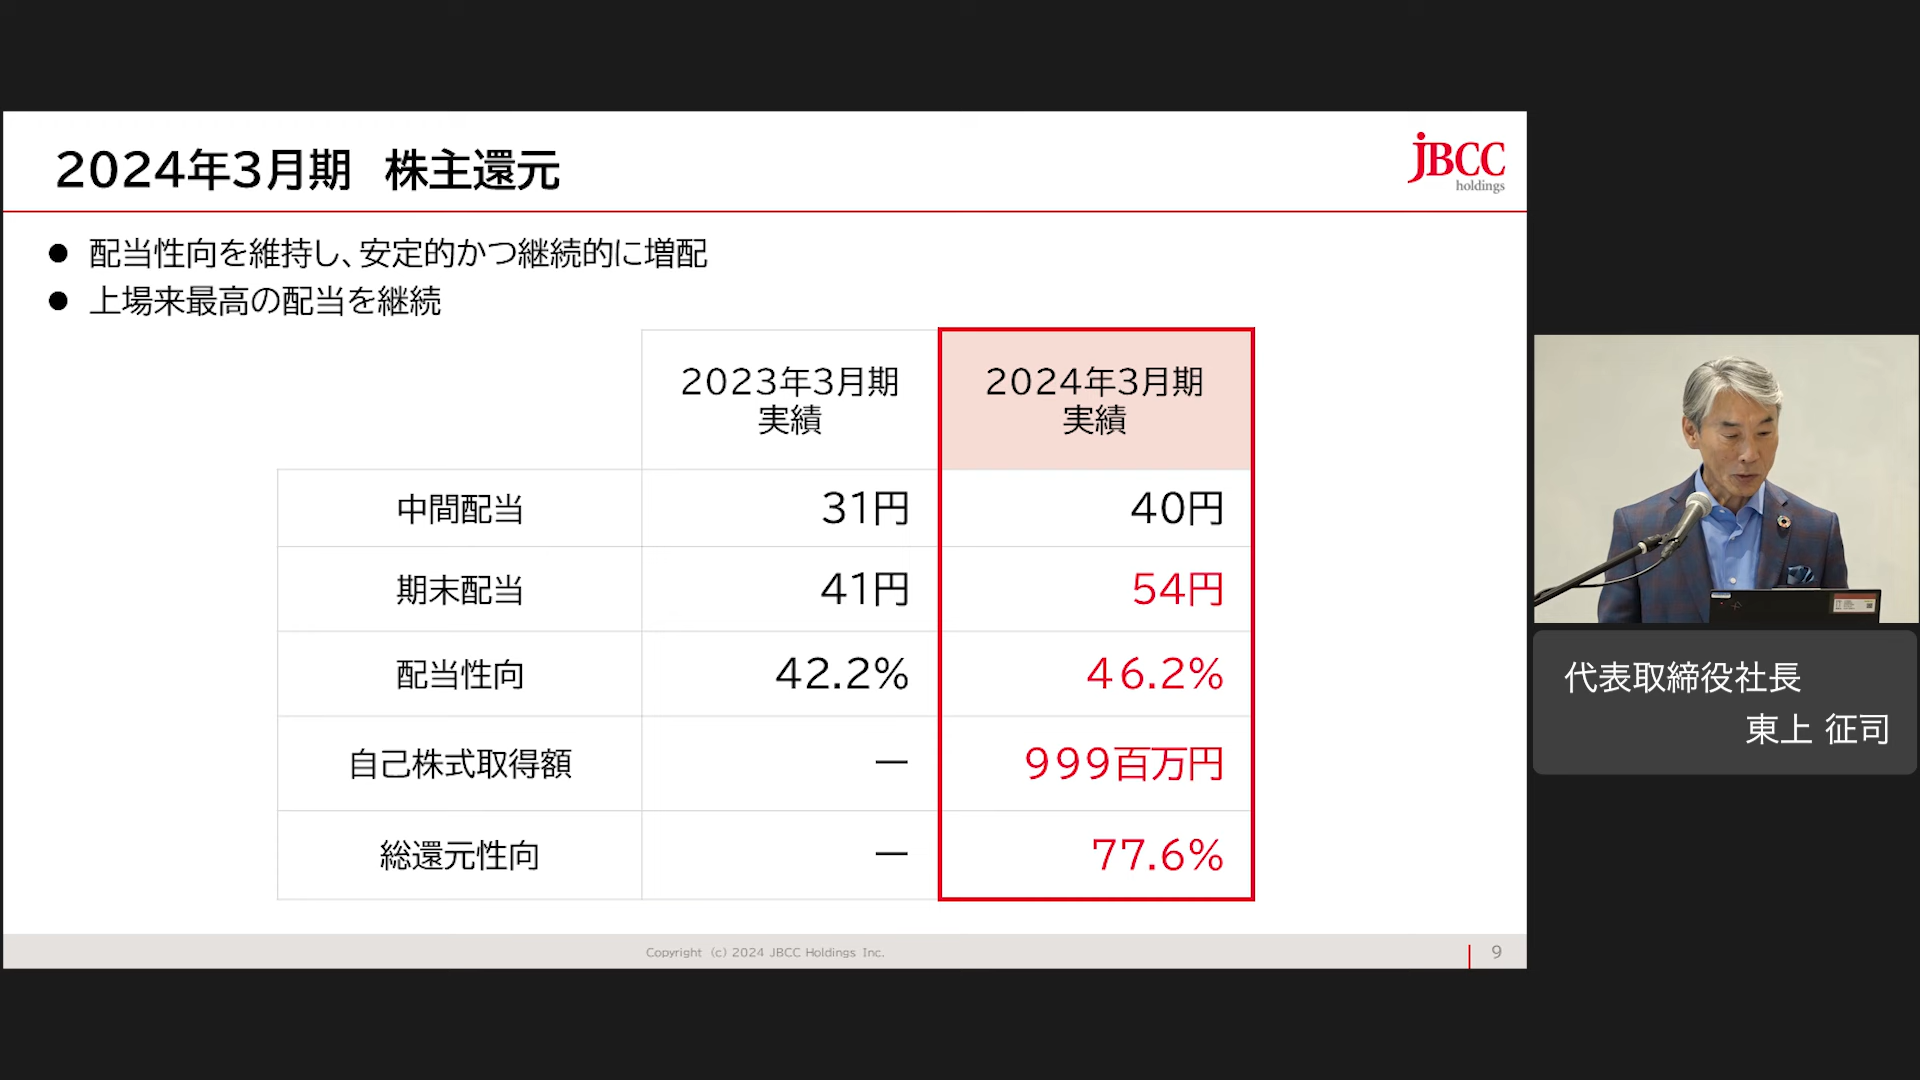 2024年3月期 株主還元
JBCC
holdings
● 配当性向を維持し、安定的かつ継続的に増配
● 上場来最高の配当を継続
2023年3月期
実績
2024年3月期
実績
中間配当 31円 40円
期末配当 41円 54円
配当性向 42.2% 46.2%
自己株式取得額 ー 999百万円
総還元性向 ー 77.6%
Copyright (c) 2024 JBCC Holdings Inc.
9
代表取締役社長
東上 征司